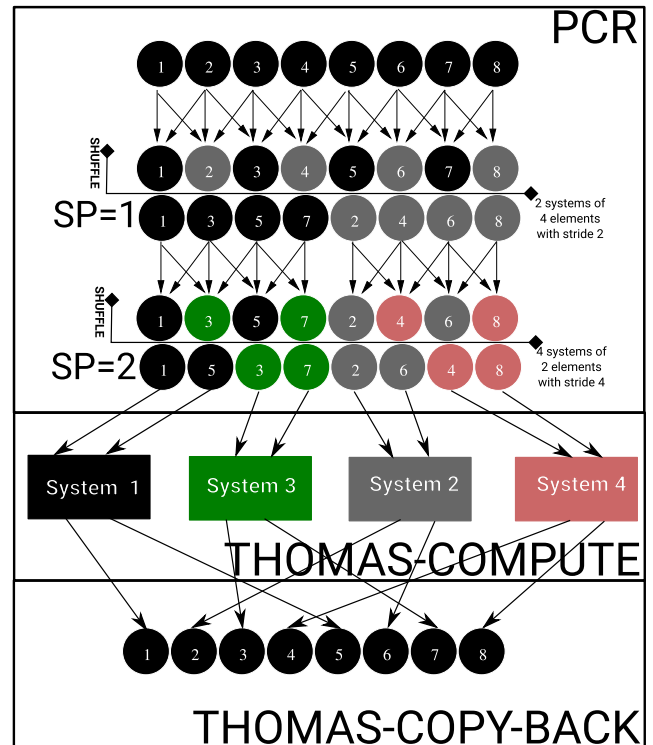 PCR
1 2 3 4 5 6 7 8
SHUFFLE
1 2 3 4 5 6 7 8
SP=1
1 3 5 7 2 4 6 8
2 systems of
4 elements
with stride 2
SHUFFLE
1 3 5 7 2 4 6 8
SP=2
1 5 3 7 2 6 4 8
4 systems of
2 elements
with stride 4
System 1
System 3
System 2
System 4
THOMAS-COMPUTE
1 2 3 4 5 6 7 8
THOMAS-COPY-BACK